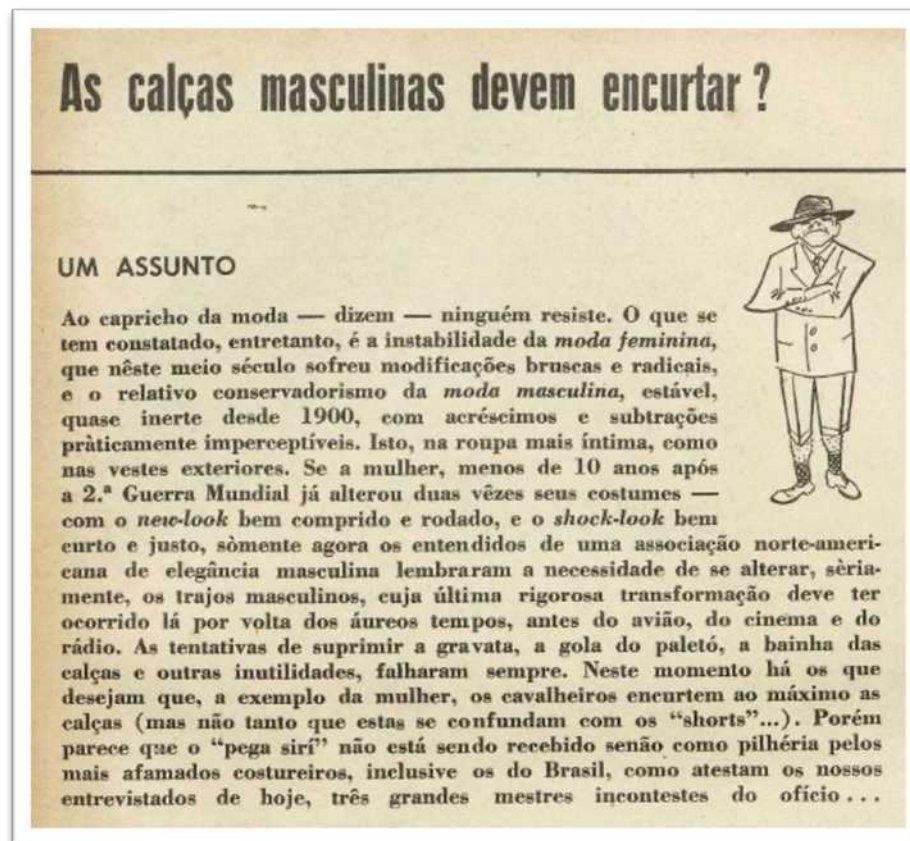 As calças masculinas devem encurtar ?
UM ASSUNTO
Ao capricho da moda — dizem — ninguém resiste. O que se
tem constatado, entretanto, é a instabilidade da moda feminina,
que nêste meio século sofreu modificações bruscas e radicais,
e o relativo conservadorismo da moda masculina, estável,
quase inerte desde 1900, com acréscimos e subtrações
pràticamente imperceptíveis. Isto, na roupa mais íntima, como
nas vestes exteriores. Se a mulher, menos de 10 anos após
a 2.ª Guerra Mundial já alterou duas vêzes seus costumes —
com o new-look bem comprido e rodado, e o shock-look bem
curto e justo, sòmente agora os entendidos de uma associação norte-ameri-
cana de elegância masculina lembraram a necessidade de se alterar, sèria-
mente, os trajos masculinos, cuja última rigorosa transformação deve ter
ocorrido lá por volta dos áureos tempos, antes do avião, do cinema e do
rádio. As tentativas de suprimir a gravata, a gola do paletó, a bainha das
calças e outras inutilidades, falharam sempre. Neste momento há os que
desejam que, a exemplo da mulher, os cavalheiros encurtem ao máximo as
calças (mas não tanto que estas se confundam com os "shorts"...). Porém
parece que o "pega sirí" não está sendo recebido senão como pilhéria pelos
mais afamados costureiros, inclusive os do Brasil, como atestam os nossos
entrevistados de hoje, três grandes mestres incontestes do ofício . . .